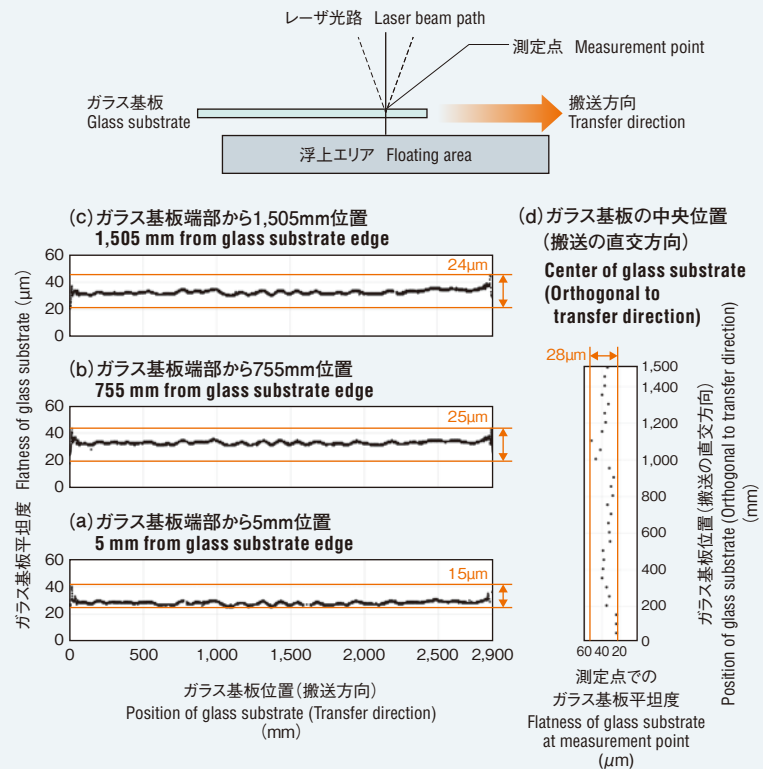 レーザ光路 Laser beam path
測定点 Measurement point
ガラス基板
Glass substrate
搬送方向
Transfer direction
浮上エリア Floating area
(c)ガラス基板端部から1,505mm位置
1,505 mm from glass substrate edge
60
40
20
0
24μm
(b)ガラス基板端部から755mm位置
755 mm from glass substrate edge
60
40
20
0
25μm
(a)ガラス基板端部から5mm位置
5 mm from glass substrate edge
60
40
20
0
15μm
0 500 1,000 1,500 2,000 2,500 2,900
ガラス基板位置(搬送方向)
Position of glass substrate (Transfer direction)
(mm)
ガラス基板平坦度 Flatness of glass substrate (μm)
(d)ガラス基板の中央位置
(搬送の直交方向)
Center of glass substrate
(Orthogonal to
transfer direction)
28μm
1,500
1,400
1,200
1,000
800
600
400
200
0
60 40 20
ガラス基板位置(搬送の直交方向)
Position of glass substrate (Orthogonal to transfer direction)
(mm)
測定点での
ガラス基板平坦度
Flatness of glass substrate
at measurement point
(μm)